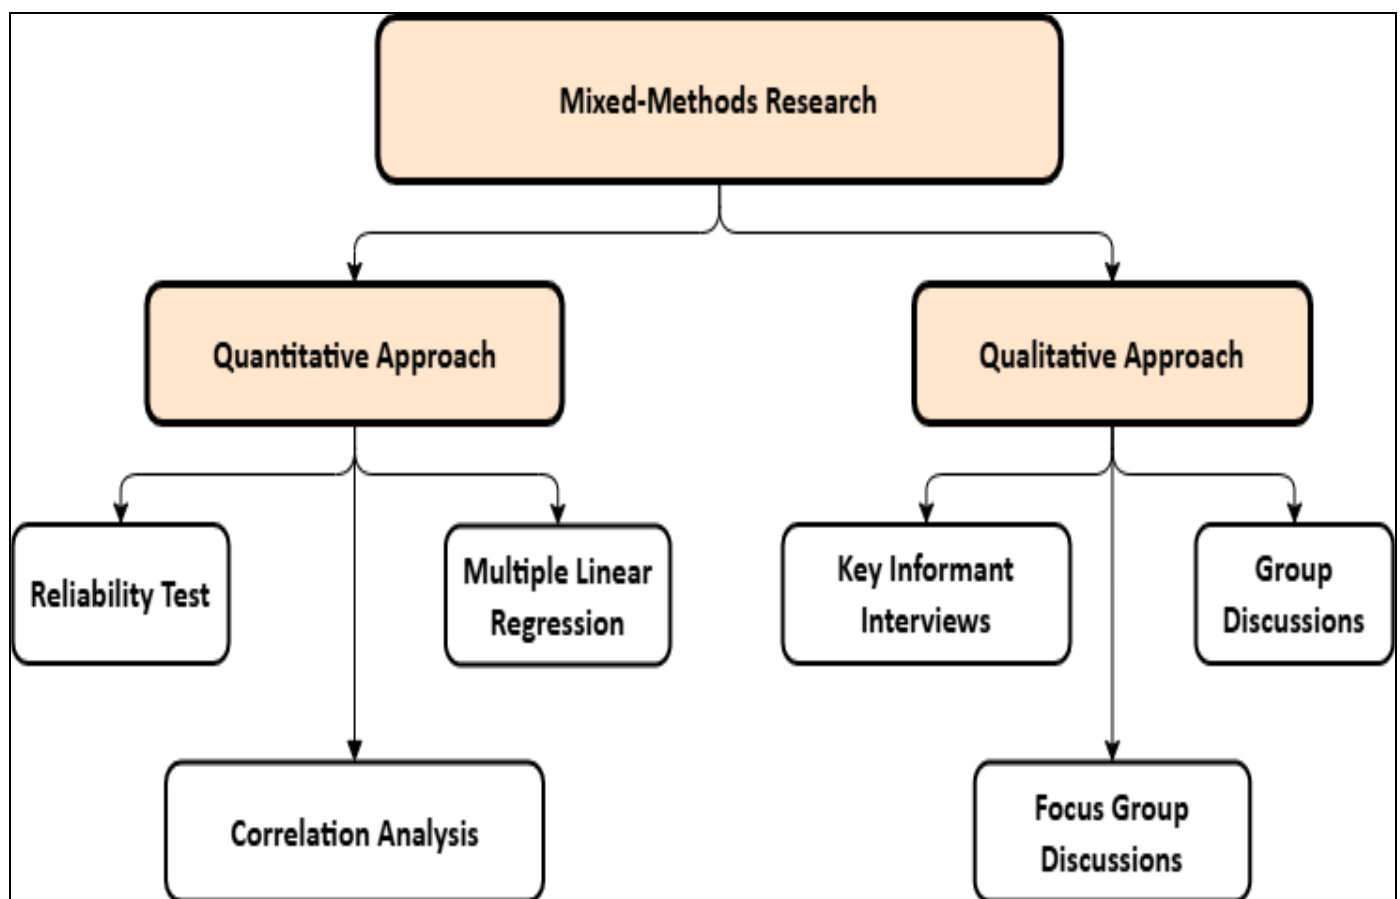 Mixed-Methods Research
Quantitative Approach
Qualitative Approach
Reliability Test
Multiple Linear
Regression
Key Informant
Interviews
Group
Discussions
Correlation Analysis
Focus Group
Discussions